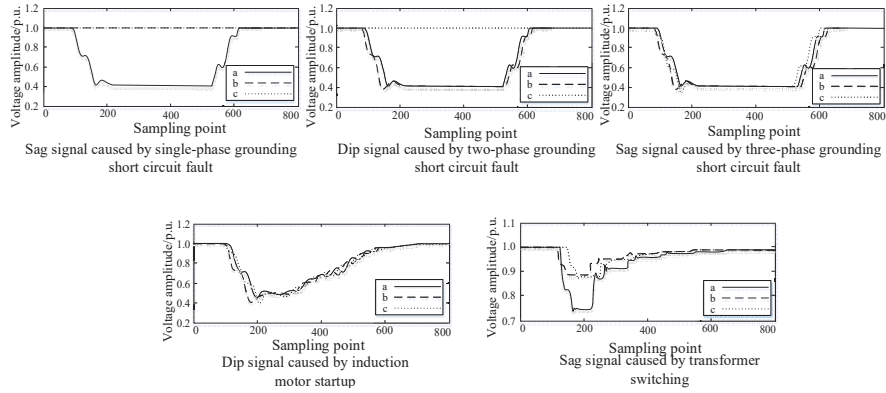 Voltage amplitude/p.u.
1.2
1.0
0.8
0.6
0.4
0.2
a
b
c
0
200
400
600
800
Sampling point
Sag signal caused by single-phase grounding
short circuit fault
Voltage amplitude/p.u.
1.2
1.0
0.8
0.6
0.4
0.2
a
b
c
0
200
400
600
800
Sampling point
Dip signal caused by two-phase grounding
short circuit fault
Voltage amplitude/p.u.
1.2
1.0
0.8
0.6
0.4
0.2
a
b
c
0
200
400
600
800
Sampling point
Sag signal caused by three-phase grounding
short circuit fault
Voltage amplitude/p.u.
1.2
1.0
0.8
0.6
0.4
0.2
a
b
c
0
200
400
600
800
Sampling point
Dip signal caused by induction
motor startup
Voltage amplitude/p.u.
1.1
1.0
0.9
0.8
0.7
a
b
c
0
200
400
600
800
Sampling point
Sag signal caused by transformer
switching